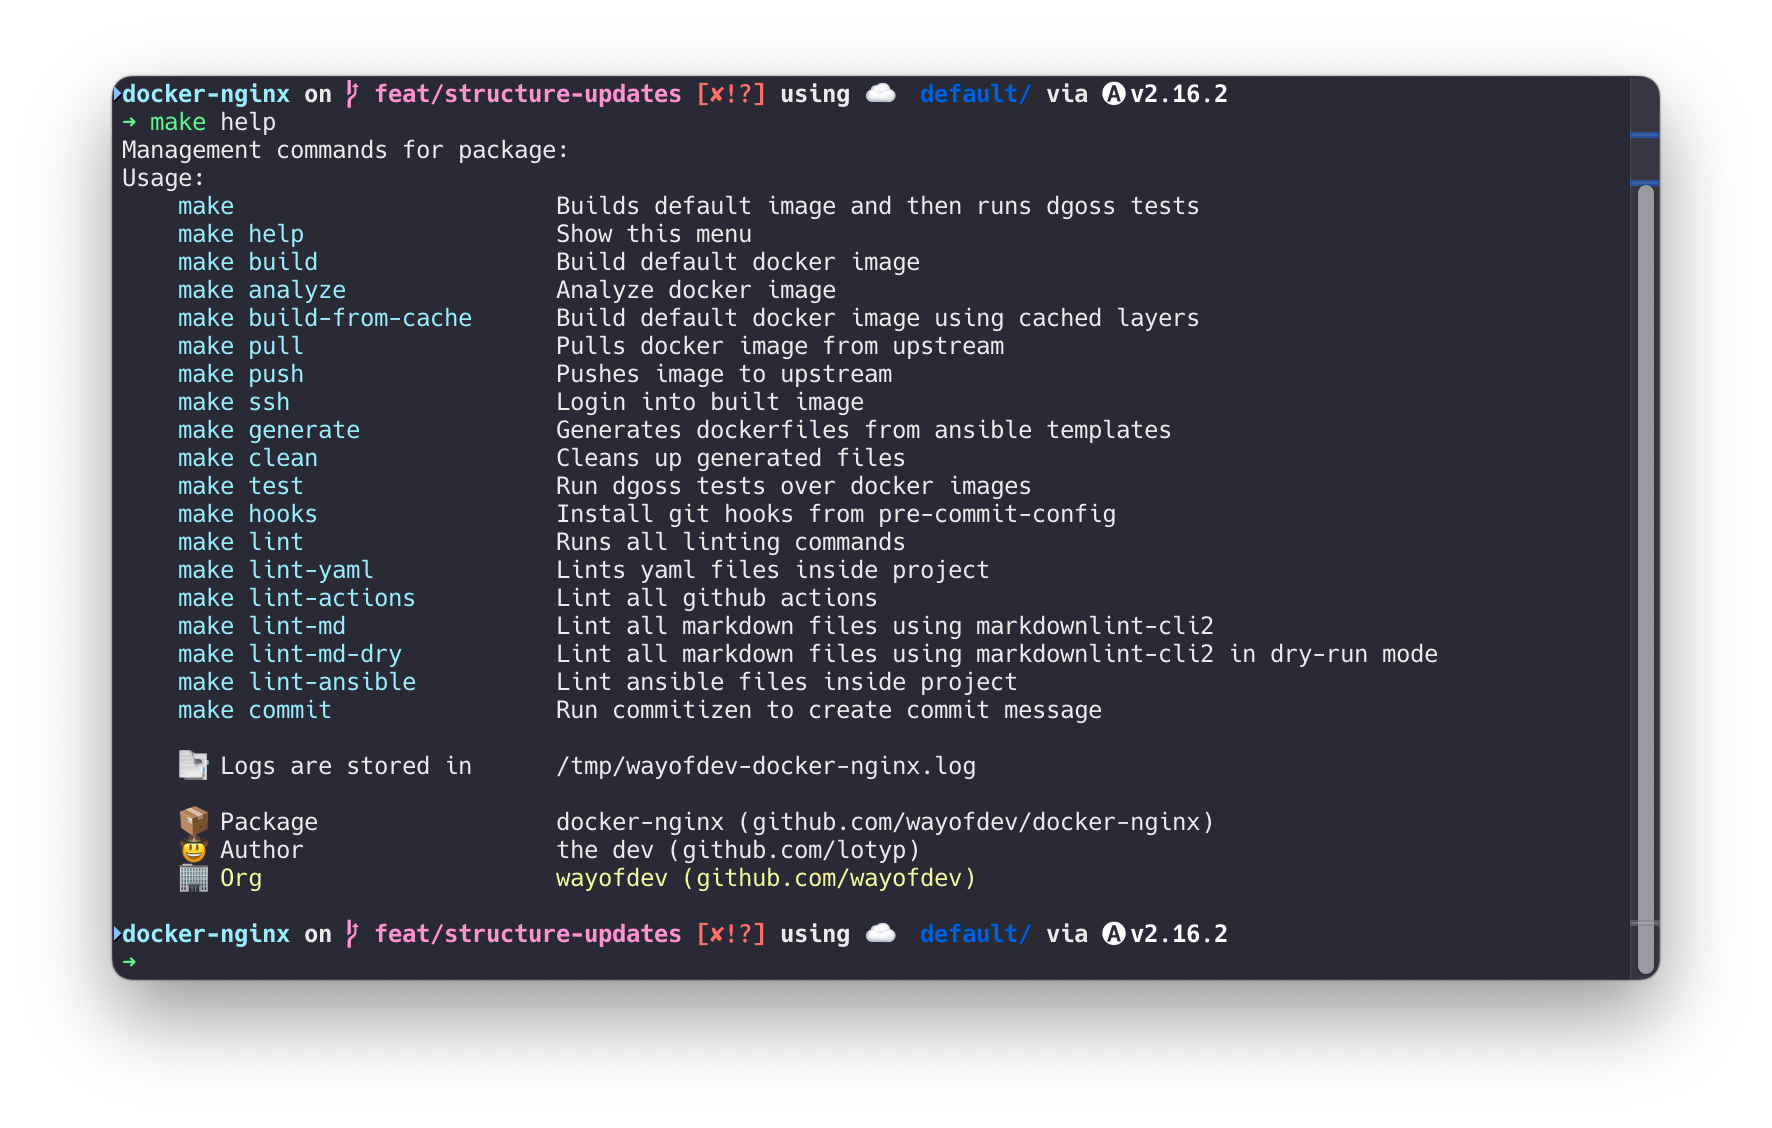 docker-nginx on feat/structure-updates [✘!?] using ☁️ default/ via Ⓐ v2.16.2
➜ make help
Management commands for package:
Usage:
make Builds default image and then runs dgoss tests
make help Show this menu
make build Build default docker image
make analyze Analyze docker image
make build-from-cache Build default docker image using cached layers
make pull Pulls docker image from upstream
make push Pushes image to upstream
make ssh Login into built image
make generate Generates dockerfiles from ansible templates
make clean Cleans up generated files
make test Run dgoss tests over docker images
make hooks Install git hooks from pre-commit-config
make lint Runs all linting commands
make lint-yaml Lints yaml files inside project
make lint-actions Lint all github actions
make lint-md Lint all markdown files using markdownlint-cli2
make lint-md-dry Lint all markdown files using markdownlint-cli2 in dry-run mode
make lint-ansible Lint ansible files inside project
make commit Run commitizen to create commit message
📑 Logs are stored in /tmp/wayofdev-docker-nginx.log
📦 Package docker-nginx (github.com/wayofdev/docker-nginx)
🤠 Author the dev (github.com/lotyp)
🏢 Org wayofdev (github.com/wayofdev)
docker-nginx on feat/structure-updates [✘!?] using ☁️ default/ via Ⓐ v2.16.2
➜